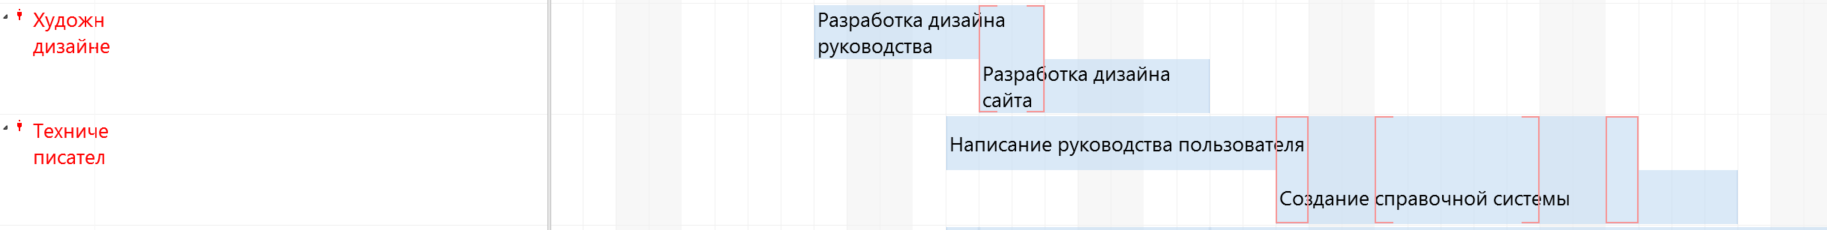 Художн
дизайне
Разработка дизайна
руководства
Разработка дизайна
сайта
Техниче
писател
Написание руководства пользователя
Создание справочной системы